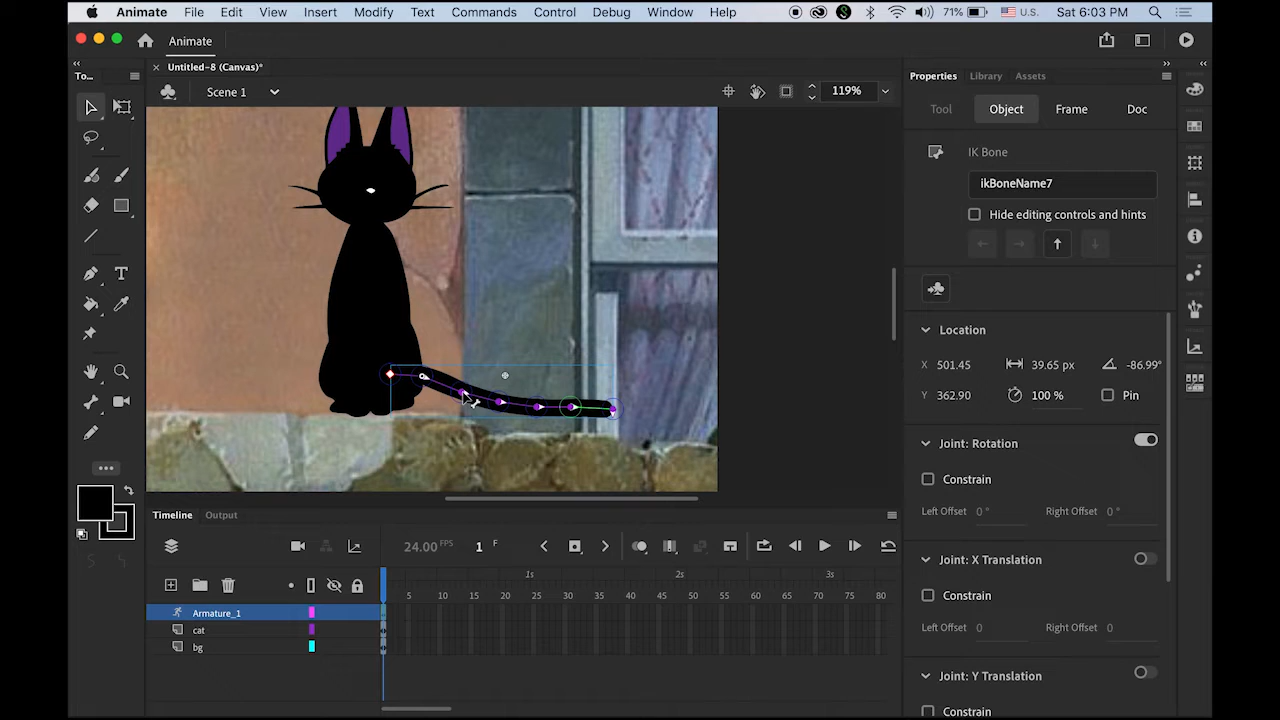 Animate File Edit View Insert Modify Text Commands Control Debug Window Help 71% U.S. Sat 6:03 PM
Animate
To... Untitled-8 (Canvas)* Properties Library Assets
Scene 1 119%
Tool Object Frame Doc
IK Bone
ikBoneName7
Hide editing controls and hints
Location
X 501.45 39.65 px -86.99°
Y 362.90 100 % Pin
Joint: Rotation
Constrain
Left Offset 0 ° Right Offset 0 °
Timeline Output
24.00 FPS 1 F
Joint: X Translation
1s 2s 3s
5 10 15 20 25 30 35 40 45 50 55 60 65 70 75 80
Constrain
Armature_1
Left Offset 0 Right Offset 0
cat
bg
Joint: Y Translation
Constrain